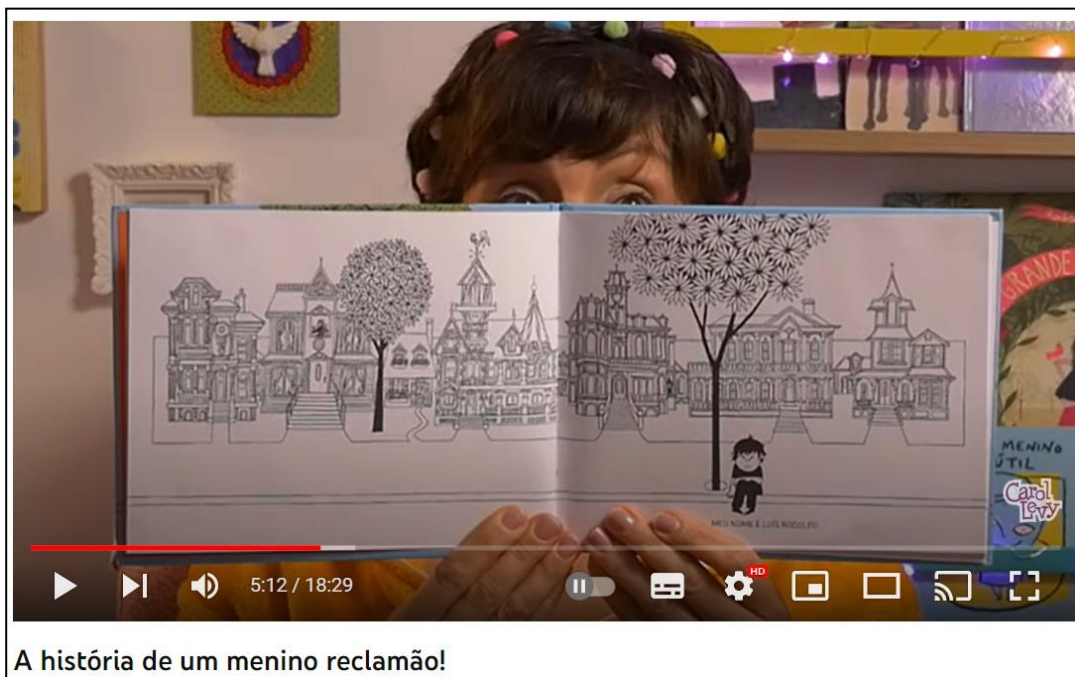 GRANDE
MENINO
ÚTIL
Carol
Levy
MEU NOME É LUÍS RODOLFO
5:12 / 18:29
HD
A história de um menino reclamão!